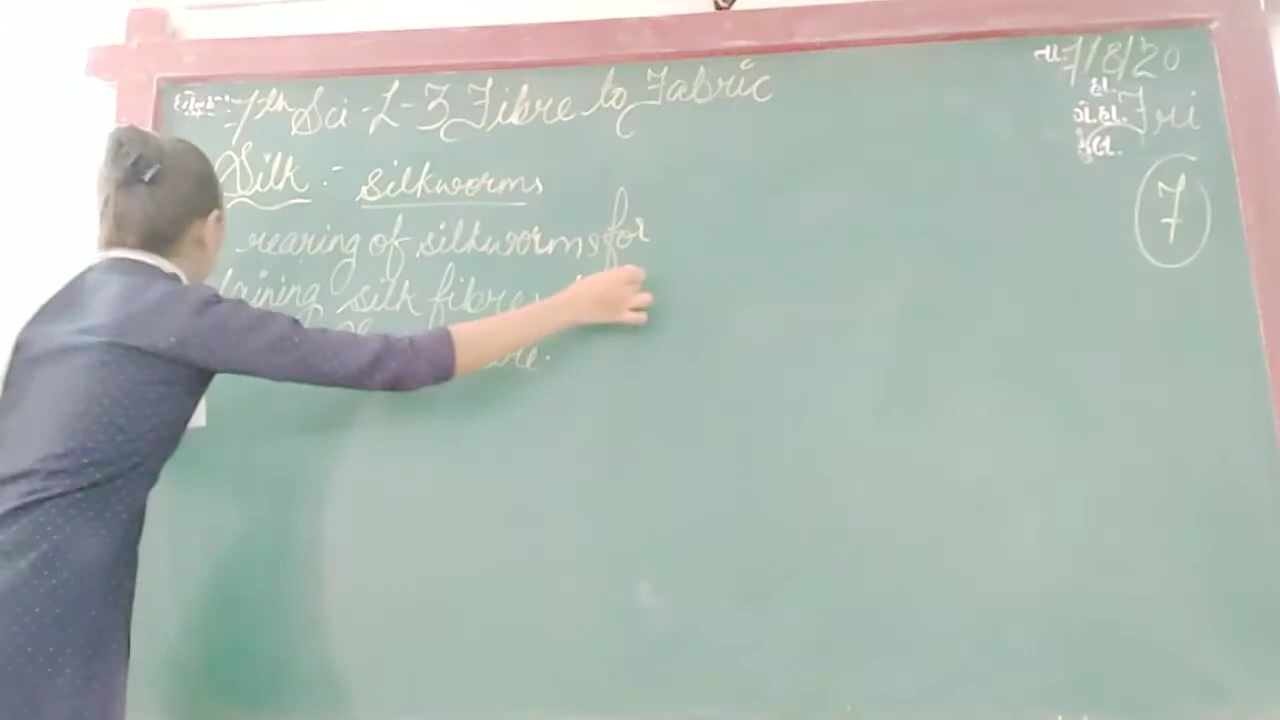 7th Sci - L-3 Fibre to Fabric
તા. 7/8/20
હા.
ગે.હા. Fri
કુલ.
7
Silk :- silkworms
rearing of silkworms for
taining silk fibre